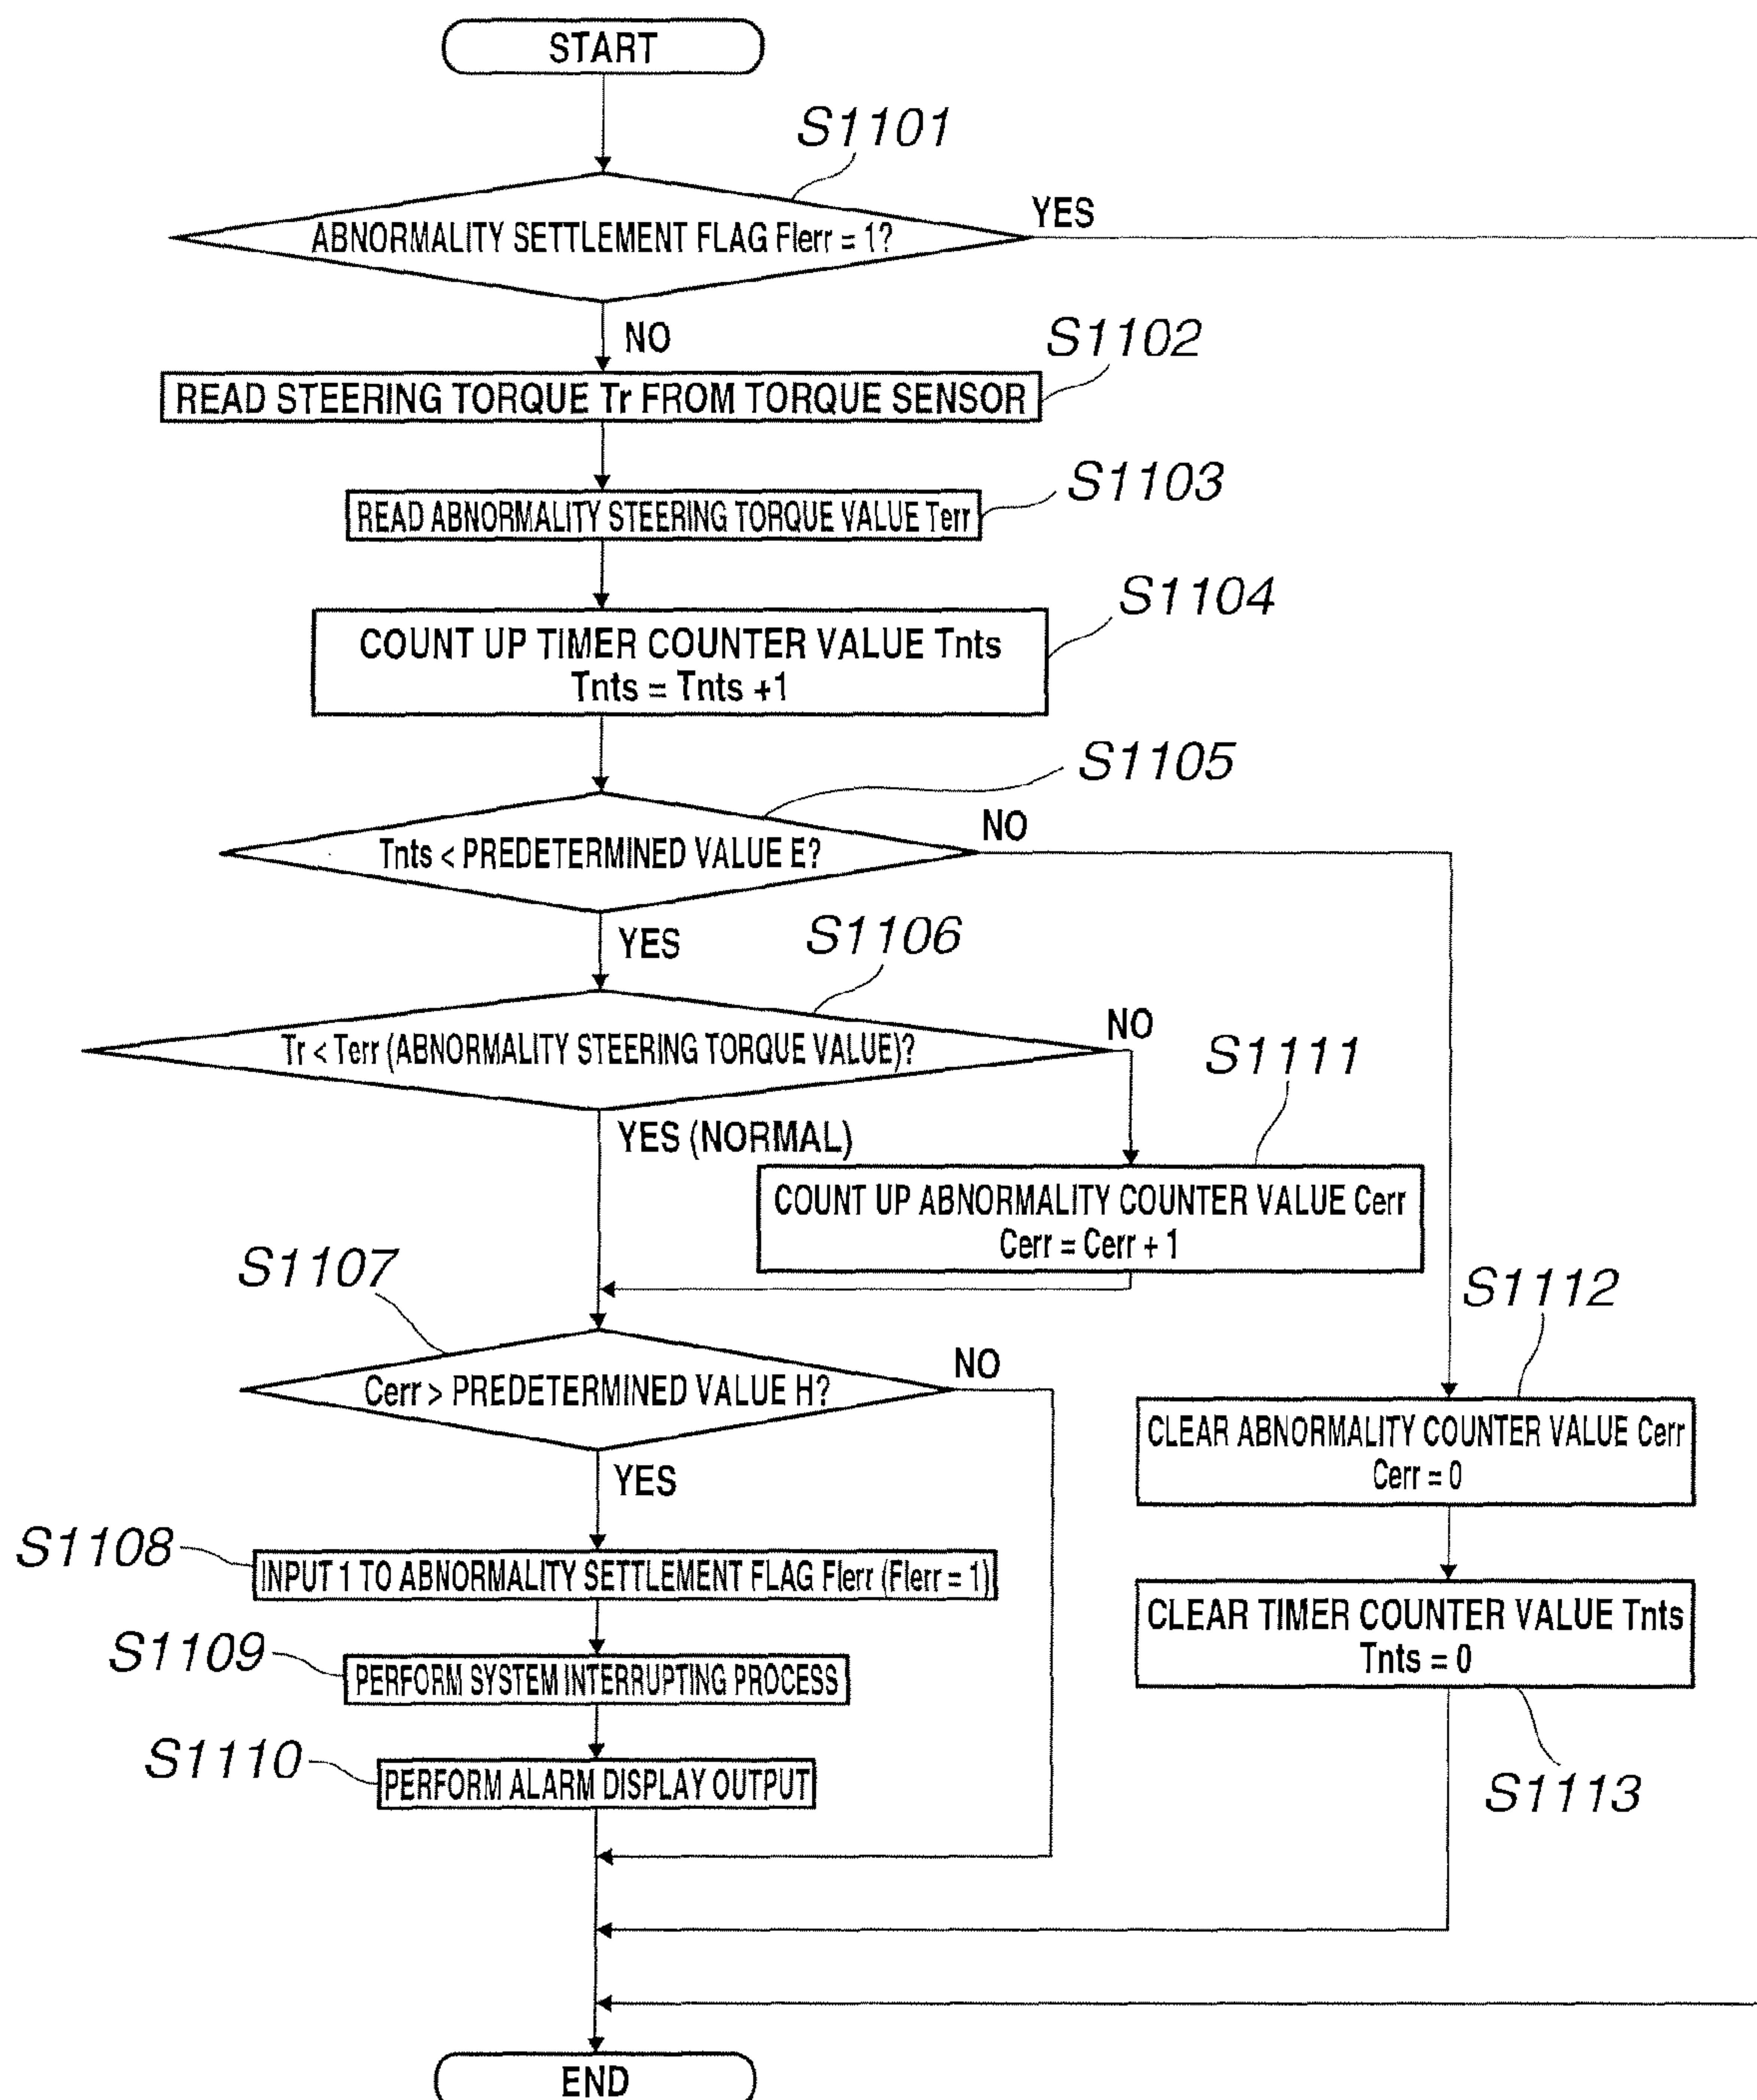 START
S1101
ABNORMALITY SETTLEMENT FLAG Flerr = 1?
YES
NO
S1102
READ STEERING TORQUE Tr FROM TORQUE SENSOR
S1103
READ ABNORMALITY STEERING TORQUE VALUE Terr
S1104
COUNT UP TIMER COUNTER VALUE Tnts
Tnts = Tnts +1
S1105
Tnts < PREDETERMINED VALUE E?
NO
YES
S1106
Tr < Terr (ABNORMALITY STEERING TORQUE VALUE)?
NO
YES (NORMAL)
S1111
COUNT UP ABNORMALITY COUNTER VALUE Cerr
Cerr = Cerr + 1
S1107
Cerr > PREDETERMINED VALUE H?
NO
YES
S1112
CLEAR ABNORMALITY COUNTER VALUE Cerr
Cerr = 0
S1108
INPUT 1 TO ABNORMALITY SETTLEMENT FLAG Flerr (Flerr = 1)
CLEAR TIMER COUNTER VALUE Tnts
Tnts = 0
S1109
PERFORM SYSTEM INTERRUPTING PROCESS
S1110
PERFORM ALARM DISPLAY OUTPUT
S1113
END